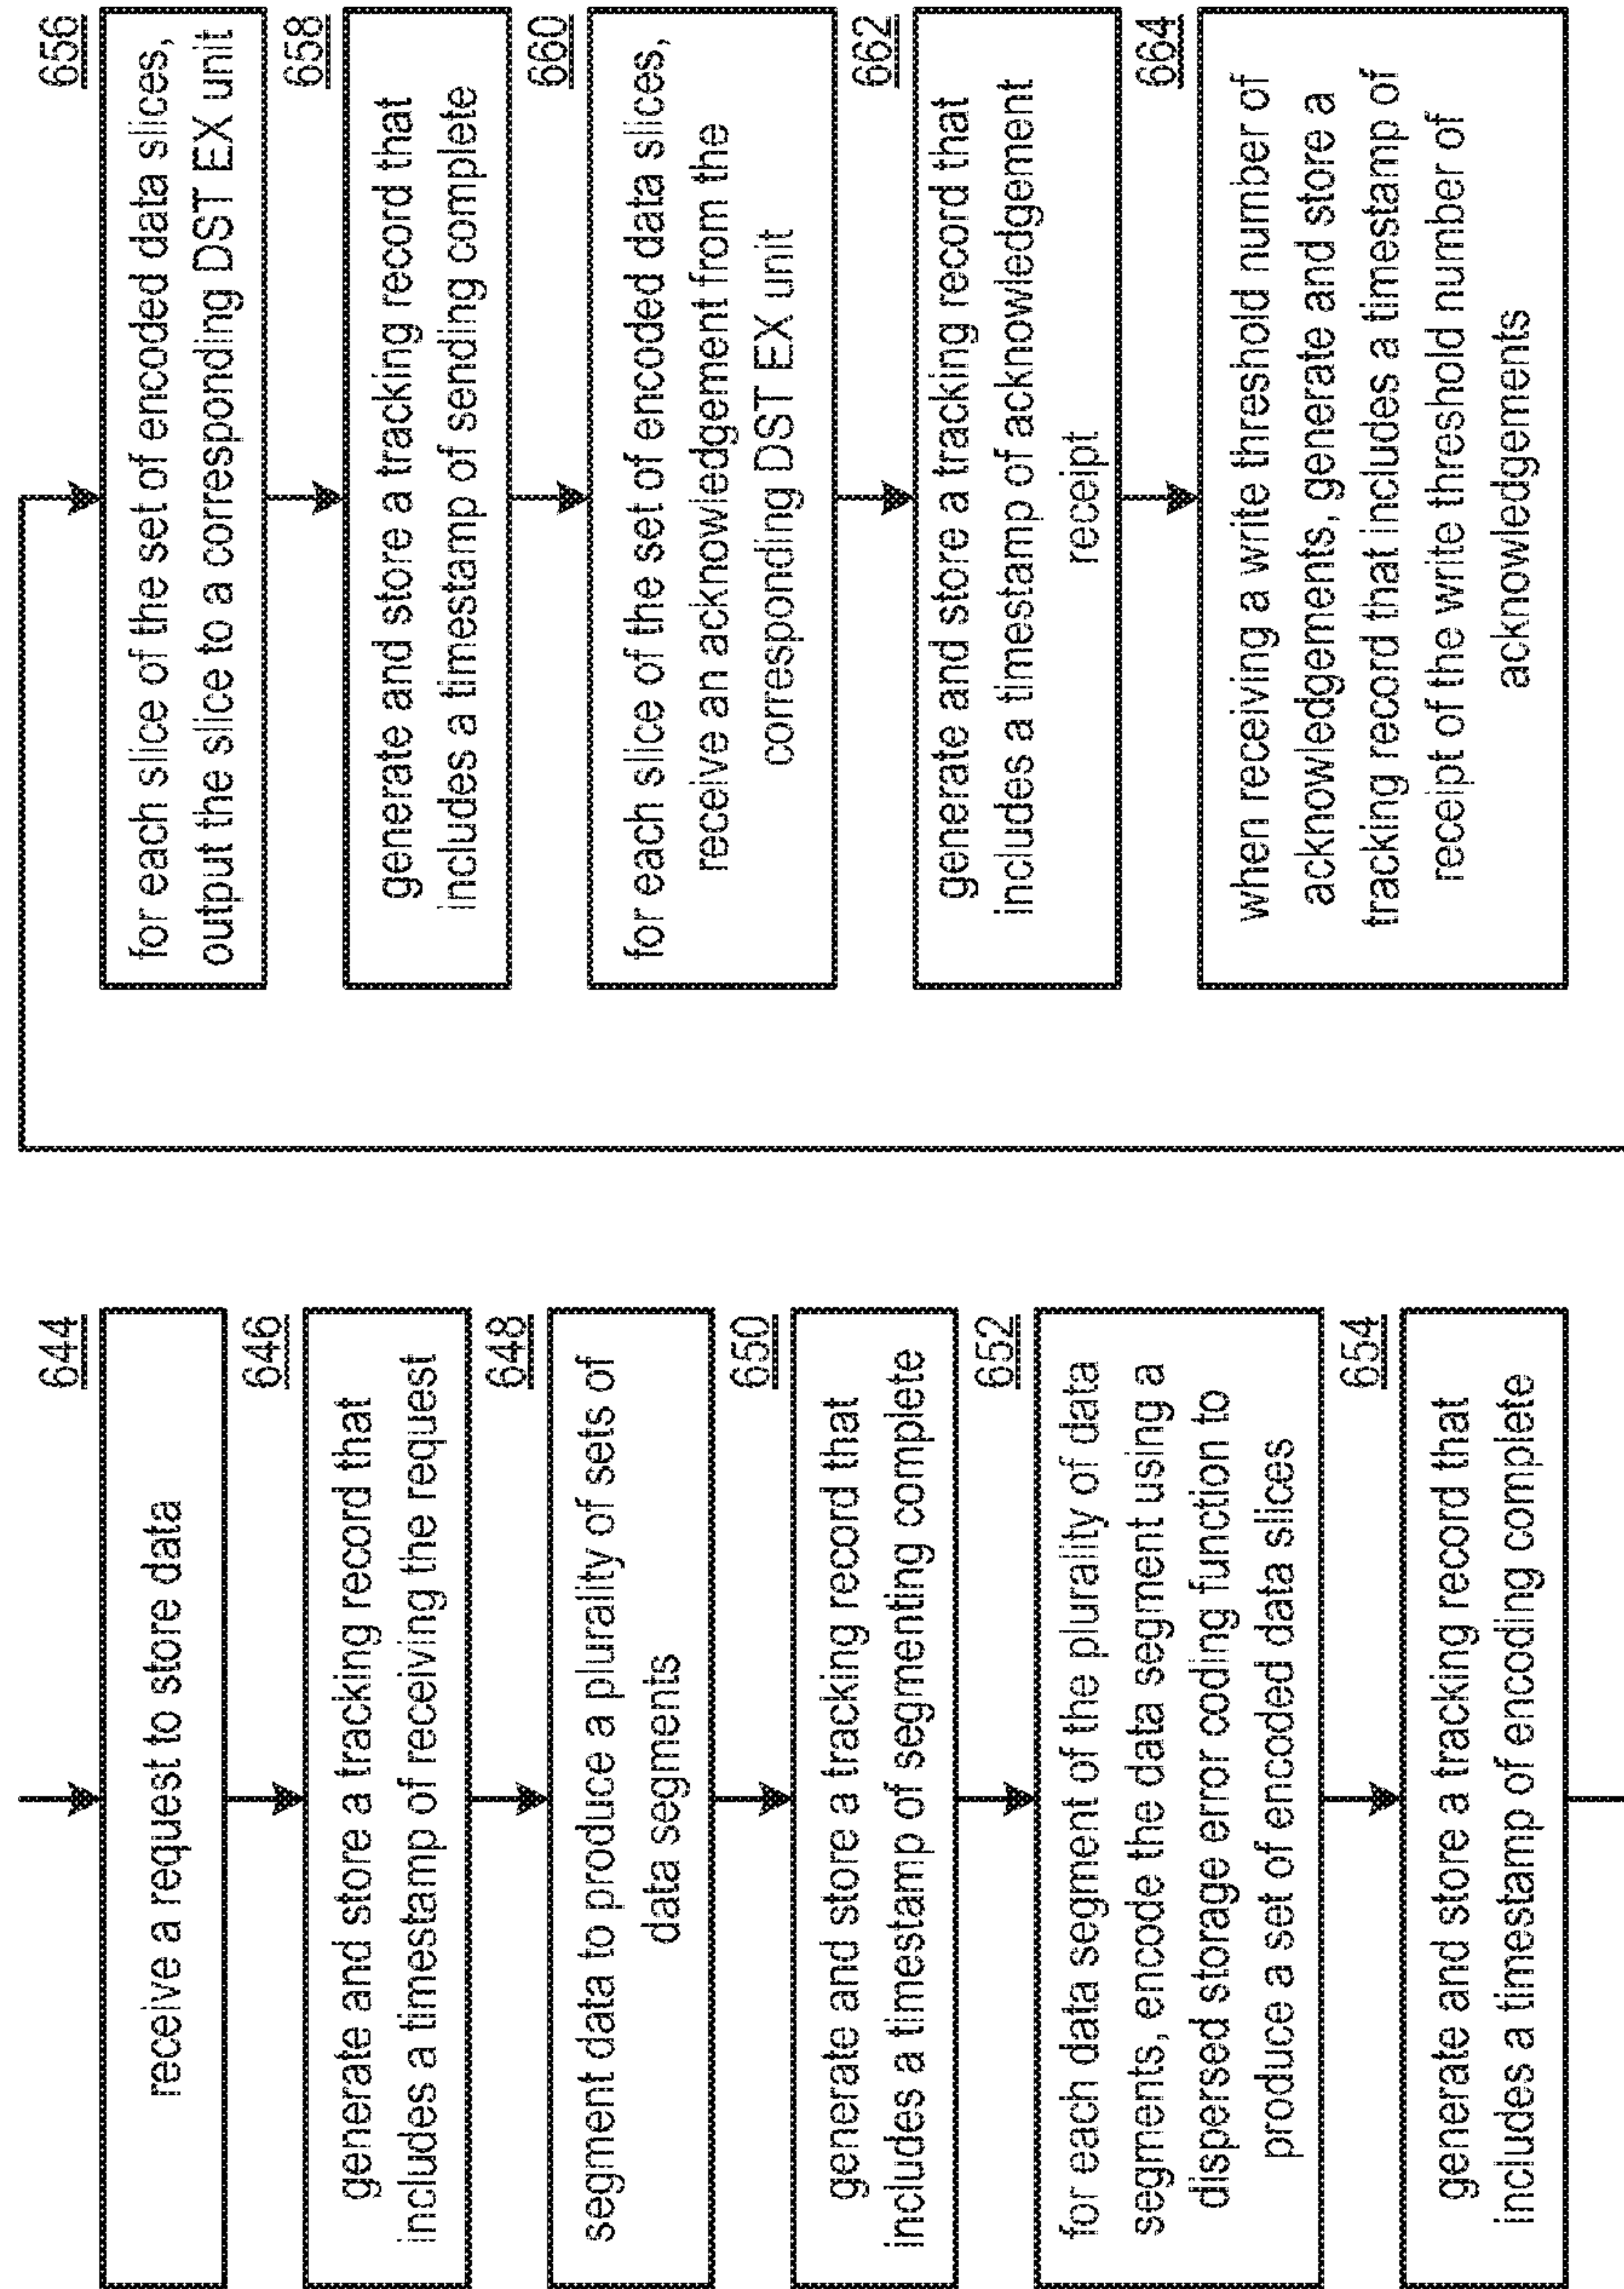 644
receive a request to store data
646
generate and store a tracking record that
includes a timestamp of receiving the request
648
segment data to produce a plurality of sets of
data segments
650
generate and store a tracking record that
includes a timestamp of segmenting complete
652
for each data segment of the plurality of data
segments, encode the data segment using a
dispersed storage error coding function to
produce a set of encoded data slices
654
generate and store a tracking record that
includes a timestamp of encoding complete
656
for each slice of the set of encoded data slices,
output the slice to a corresponding DST EX unit
658
generate and store a tracking record that
includes a timestamp of sending complete
660
for each slice of the set of encoded data slices,
receive an acknowledgement from the
corresponding DST EX unit
662
generate and store a tracking record that
includes a timestamp of acknowledgement
receipt
664
when receiving a write threshold number of
acknowledgements, generate and store a
tracking record that includes a timestamp of
receipt of the write threshold number of
acknowledgements